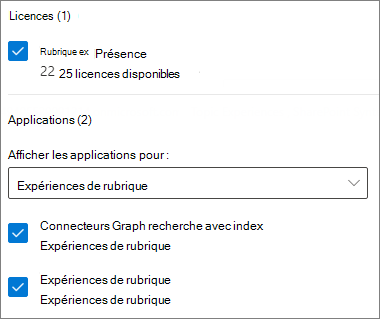 Licences (1)
Rubrique ex Présence
22 25 licences disponibles
Applications (2)
Afficher les applications pour :
Expériences de rubrique
Connecteurs Graph recherche avec index
Expériences de rubrique
Expériences de rubrique
Expériences de rubrique